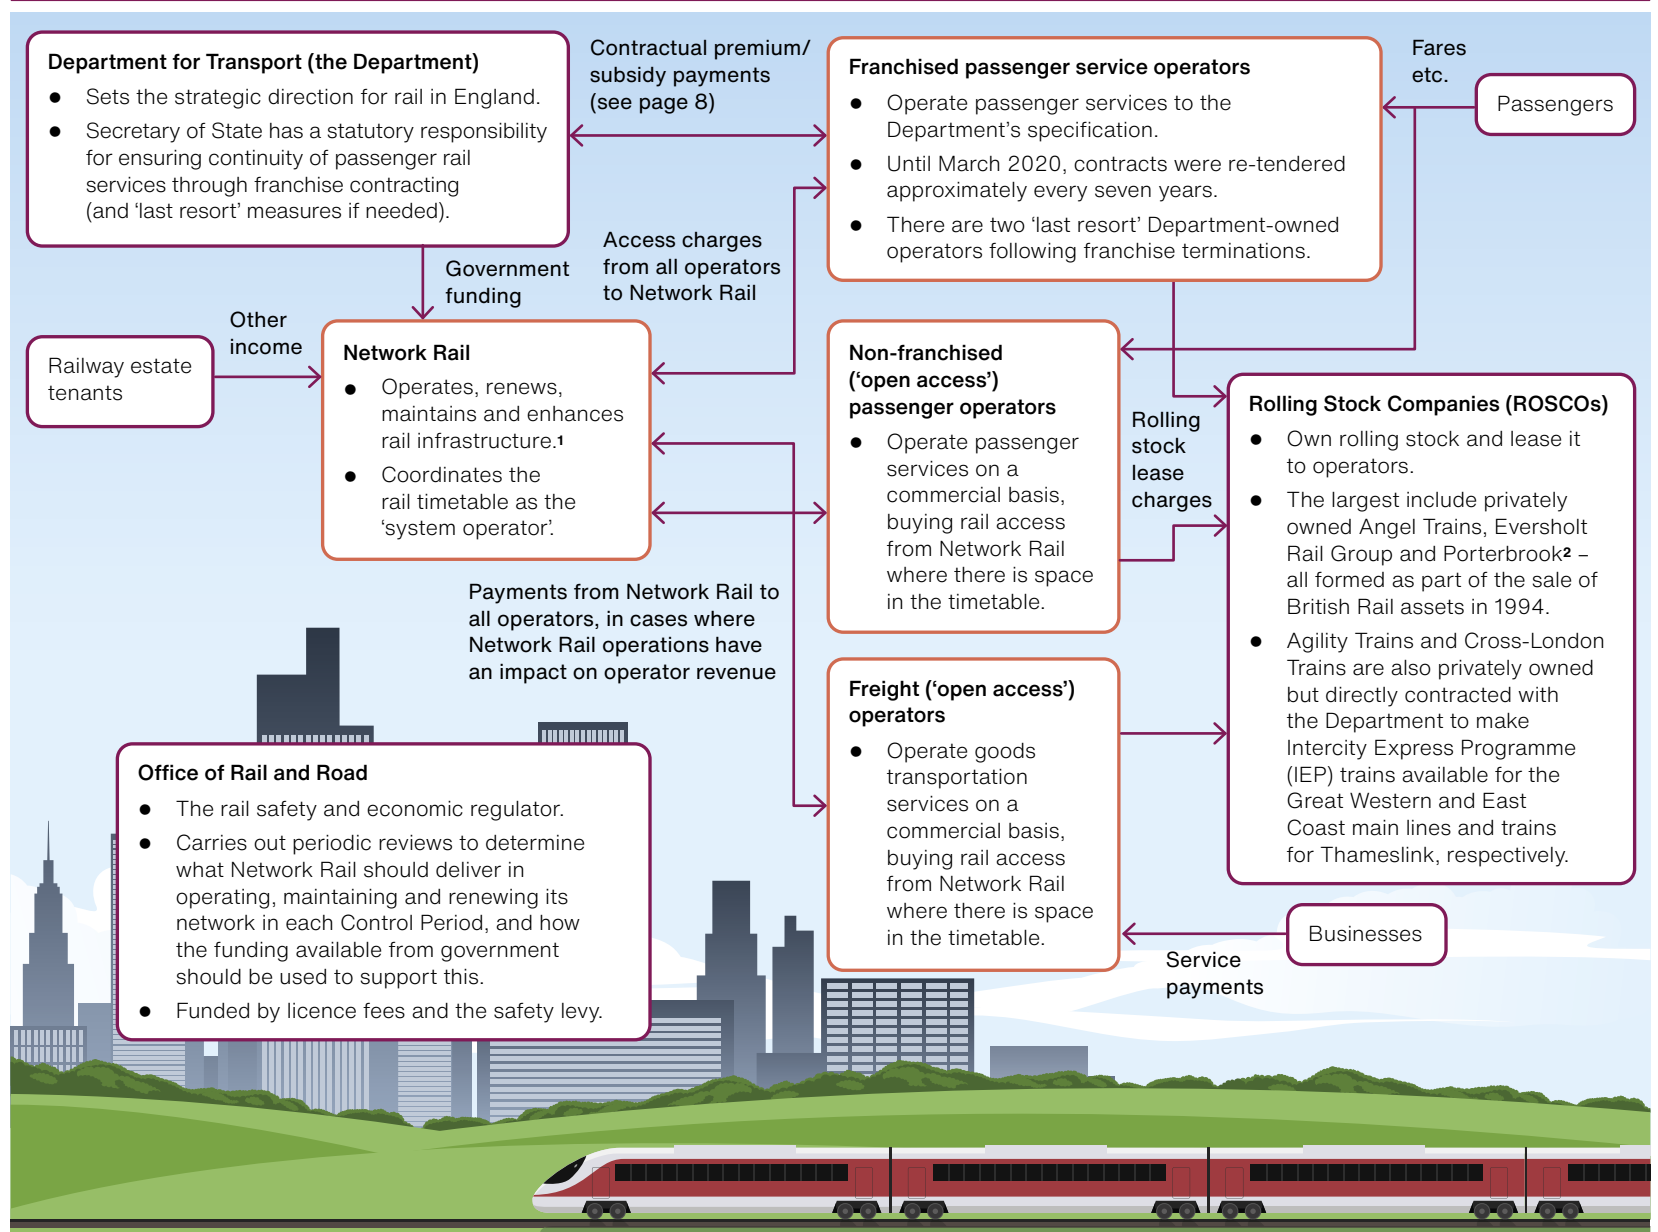 Department for Transport (the Department)
● Sets the strategic direction for rail in England.
● Secretary of State has a statutory responsibility
for ensuring continuity of passenger rail
services through franchise contracting
(and ‘last resort’ measures if needed).
Contractual premium/
subsidy payments
(see page 8)
Franchised passenger service operators
● Operate passenger services to the
Department’s specification.
● Until March 2020, contracts were re-tendered
approximately every seven years.
● There are two ‘last resort’ Department-owned
operators following franchise terminations.
Fares
etc.
Passengers
Government
funding
Access charges
from all operators
to Network Rail
Other
income
Railway estate
tenants
Network Rail
● Operates, renews,
maintains and enhances
rail infrastructure.1
● Coordinates the
rail timetable as the
‘system operator’.
Non-franchised
(‘open access’)
passenger operators
● Operate passenger
services on a
commercial basis,
buying rail access
from Network Rail
where there is space
in the timetable.
Rolling
stock
lease
charges
Rolling Stock Companies (ROSCOs)
● Own rolling stock and lease it
to operators.
● The largest include privately
owned Angel Trains, Eversholt
Rail Group and Porterbrook2 –
all formed as part of the sale of
British Rail assets in 1994.
● Agility Trains and Cross-London
Trains are also privately owned
but directly contracted with
the Department to make
Intercity Express Programme
(IEP) trains available for the
Great Western and East
Coast main lines and trains
for Thameslink, respectively.
Payments from Network Rail to
all operators, in cases where
Network Rail operations have
an impact on operator revenue
Freight (‘open access’)
operators
● Operate goods
transportation
services on a
commercial basis,
buying rail access
from Network Rail
where there is space
in the timetable.
Office of Rail and Road
● The rail safety and economic regulator.
● Carries out periodic reviews to determine
what Network Rail should deliver in
operating, maintaining and renewing its
network in each Control Period, and how
the funding available from government
should be used to support this.
● Funded by licence fees and the safety levy.
Businesses
Service
payments